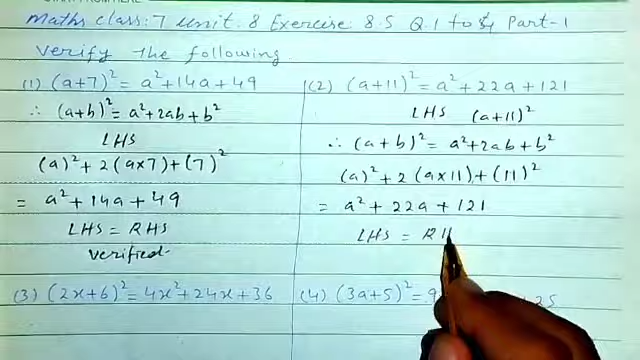 Maths class:7 unit.8 Exercise 8.5 Q.1 to 4 Part-1
Verify the following
(1) (a+7)² = a²+14a+49
∴ (a+b)² = a²+2ab+b²
LHS
(a)²+2(a×7)+(7)²
= a²+14a+49
LHS = RHS
verified
(2) (a+11)² = a²+22a+121
LHS (a+11)²
∴ (a+b)² = a²+2ab+b²
(a)²+2(a×11)+(11)²
= a²+22a+121
LHS = RH
(3) (2x+6)² = 4x²+24x+36
(4) (3a+5)² = 9 25